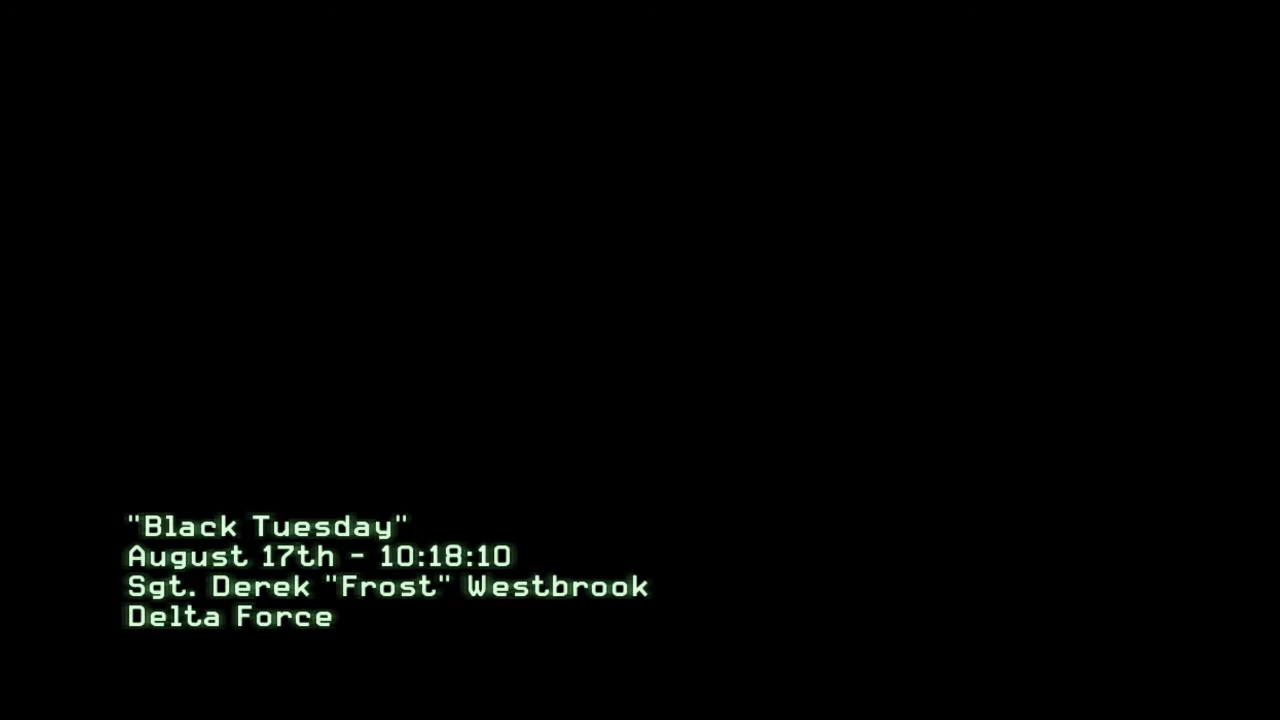 "Black Tuesday"
August 17th - 10:18:10
Sgt. Derek "Frost" Westbrook
Delta Force